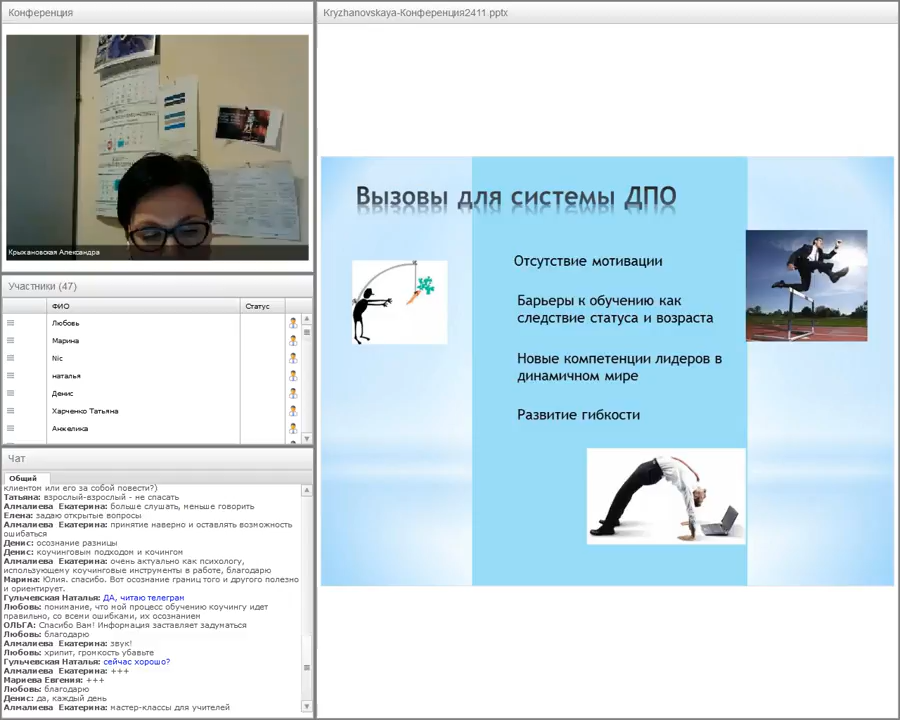 Конференция
Крыжановская Александра
Участники (47)
ФИО
Статус
Любовь
Марина
Nic
наталья
Денис
Харченко Татьяна
Анжелика
Чат
Общий
клиентом или его за собой повести?)
Татьяна: взрослый-взрослый - не спасать
Алмалиева Екатерина: больше слушать, меньше говорить
Елена: задаю открытые вопросы
Алмалиева Екатерина: принятие наверно и оставлять возможность
ошибаться
Денис: осознание разницы
Денис: коучинговым подходом и кочингом
Алмалиева Екатерина: очень актуально как психологу,
использующему коучинговые инструменты в работе, благодарю
Марина: Юлия. спасибо. Вот осознание границ того и другого полезно
и ориентирует.
Гульчевская Наталья: ДА, читаю телеграм
Любовь: понимание, что мой процесс обучению коучингу идет
правильно, со всеми ошибками, их осознанием
ОЛЬГА: Спасибо Вам! Информация заставляет задуматься
Любовь: благодарю
Алмалиева Екатерина: звук!
Любовь: хрипит, громкость убавьте
Гульчевская Наталья: сейчас хорошо?
Алмалиева Екатерина: +++
Мариева Евгения: +++
Любовь: благодарю
Денис: да, каждый день
Алмалиева Екатерина: мастер-классы для учителей
Kryzhanovskaya-Конференция2411.pptx
Вызовы для системы ДПО
Отсутствие мотивации
Барьеры к обучению как
следствие статуса и возраста
Новые компетенции лидеров в
динамичном мире
Развитие гибкости